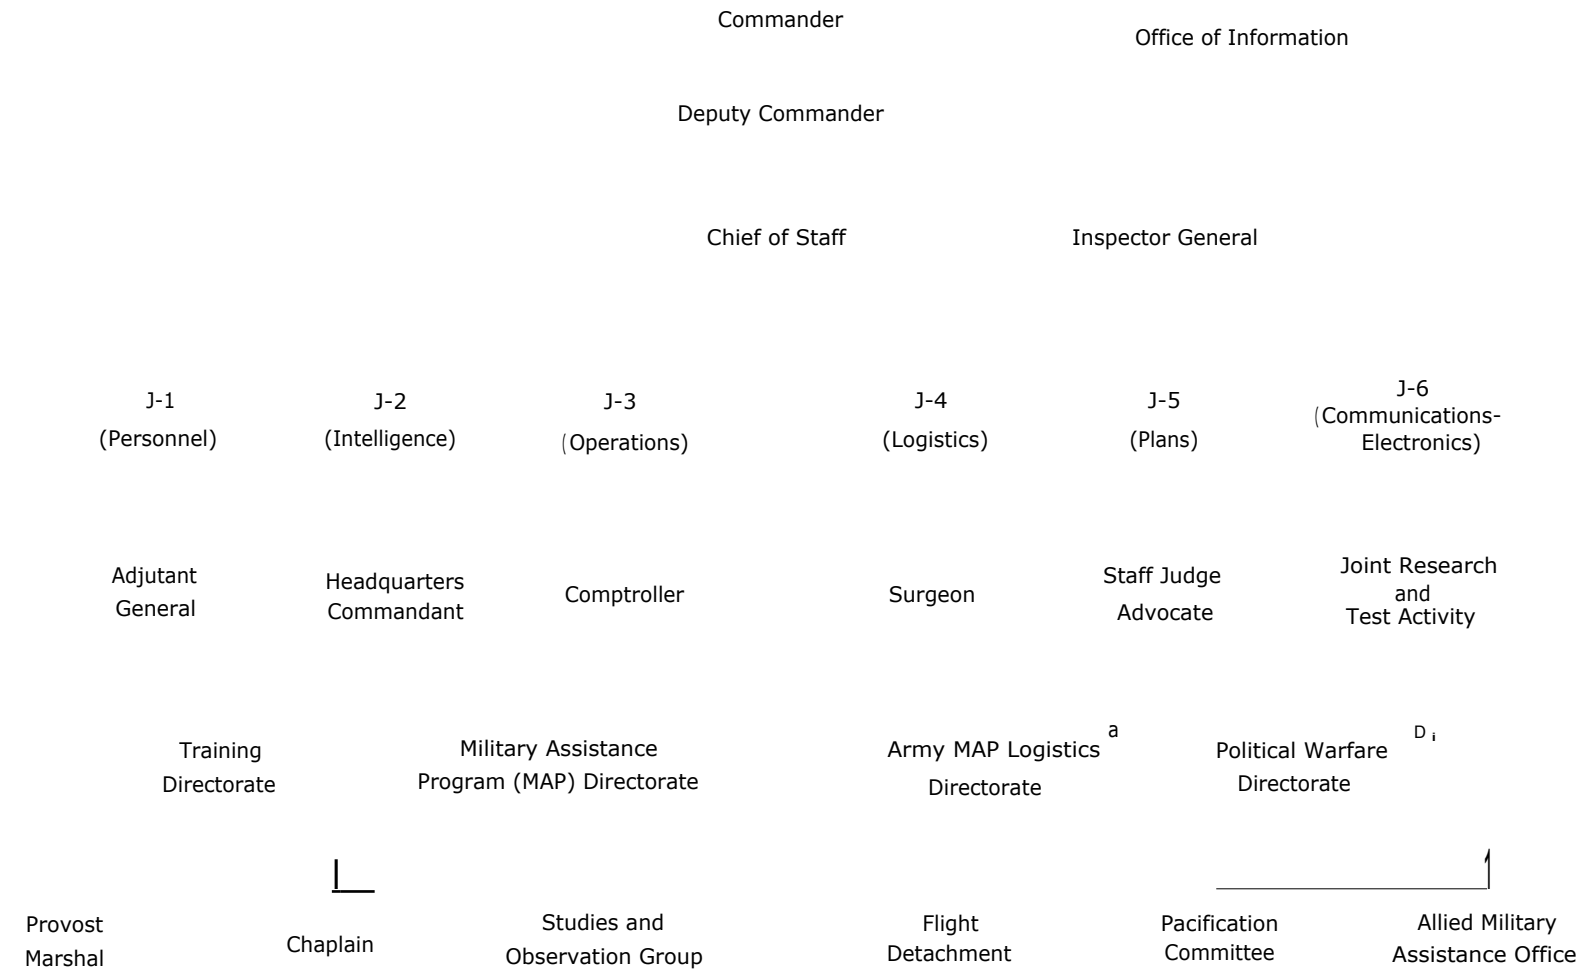 Commander
Office of Information
Deputy Commander
Chief of Staff
Inspector General
J-1
(Personnel)
J-2
(Intelligence)
J-3
(Operations)
J-4
(Logistics)
J-5
(Plans)
J-6
(Communications-
Electronics)
Adjutant
General
Headquarters
Commandant
Comptroller
Surgeon
Staff Judge
Advocate
Joint Research
and
Test Activity
Training
Directorate
Military Assistance
Program (MAP) Directorate
Army MAP Logistics a
Directorate
Political Warfare D i
Directorate
Provost
Marshal
Chaplain
Studies and
Observation Group
Flight
Detachment
Pacification
Committee
Allied Military
Assistance Office